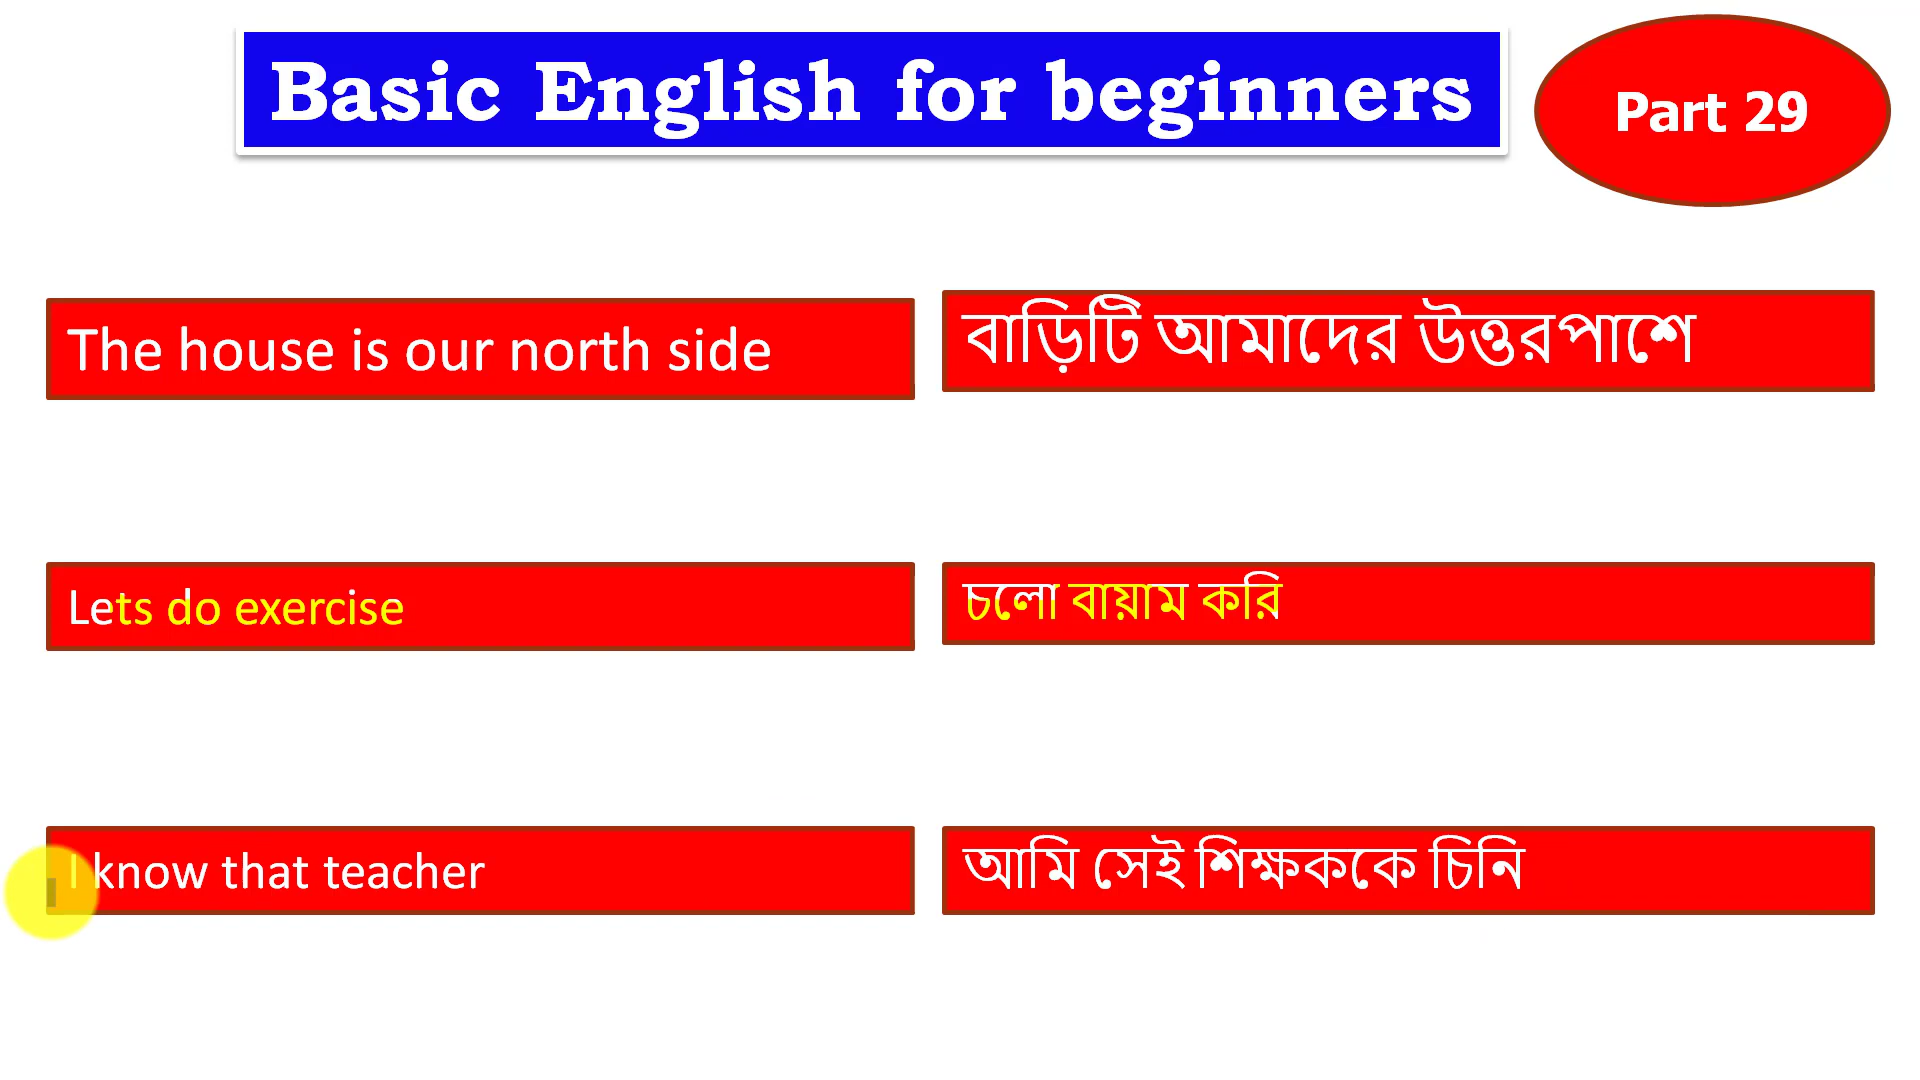 Basic English for beginners
Part 29
The house is our north side
বাড়িটি আমাদের উত্তরপাশে
Lets do exercise
চলো বায়াম করি
I know that teacher
আমি সেই শিক্ষককে চিনি